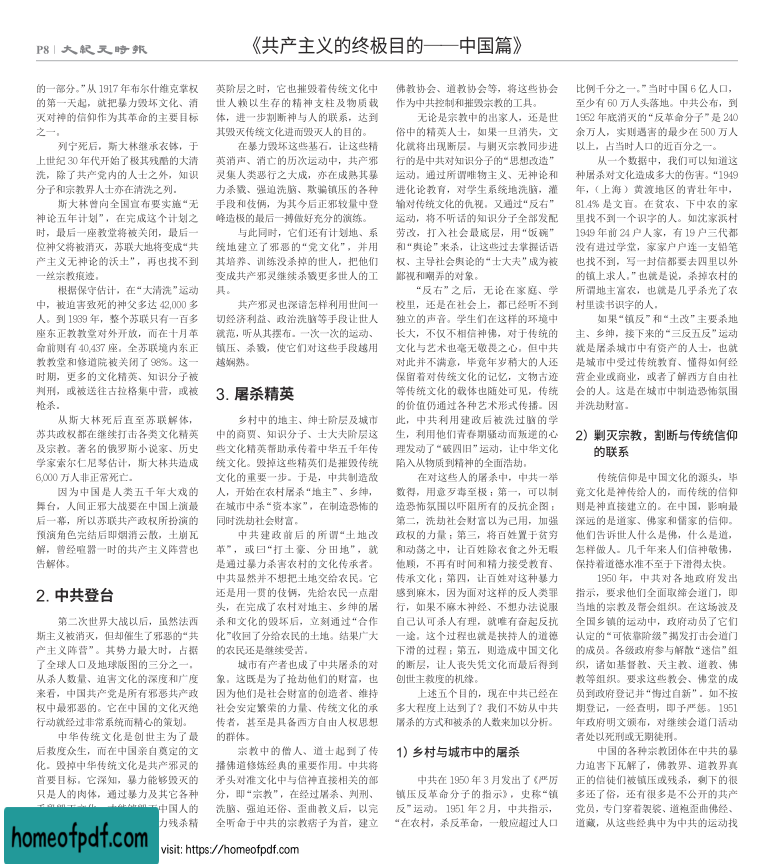 P8 | 大紀元時報
《共产主义的终极目的——中国篇》
的一部分。”从 1917 年布尔什维克掌权
的第一天起，就把暴力毁坏文化、消
灭对神的信仰作为其革命的主要目标
之一。
列宁死后，斯大林继承衣钵，于
上世纪 30 年代开始了极其残酷的大清
洗，除了共产党内的人士之外，知识
分子和宗教界人士亦在清洗之列。
斯大林曾向全国宣布要实施“无
神论五年计划”，在完成这个计划之
时，最后一座教堂将被关闭，最后一
位神父将被消灭，苏联大地将变成“共
产主义无神论的沃土”，再也找不到
一丝宗教痕迹。
根据保守估计，在“大清洗”运动
中，被迫害致死的神父多达 42,000 多
人。到 1939 年，整个苏联只有一百多
座东正教教堂对外开放，而在十月革
命前则有 40,437 座。全苏联境内东正
教教堂和修道院被关闭了 98%。这一
时期，更多的文化精英、知识分子被
判刑，或被送往古拉格集中营，或被
枪杀。
从斯大林死后直至苏联解体，
苏共政权都在继续打击各类文化精英
及宗教。著名的俄罗斯小说家、历史
学家索尔仁尼琴估计，斯大林共造成
6,000 万人非正常死亡。
因为中国是人类五千年大戏的
舞台，人间正邪大战要在中国上演最
后一幕，所以苏联共产政权所扮演的
预演角色完结后即烟消云散，土崩瓦
解，曾经喧嚣一时的共产主义阵营也
告解体。
2. 中共登台
第二次世界大战以后，虽然法西
斯主义被消灭，但却催生了邪恶的“共
产主义阵营”。其势力最大时，占据
了全球人口及地球版图的三分之一。
从杀人数量、迫害文化的深度和广度
来看，中国共产党是所有邪恶共产政
权中最邪恶的。它在中国的文化灭绝
行动就经过非常系统而精心的策划。
中华传统文化是创世主为了最
后救度众生，而在中国亲自奠定的文
化。毁掉中华传统文化是共产邪灵的
首要目标。它深知，暴力能够毁灭的
只是人的肉体，通过暴力及其它各种
中国人的
力残杀精
英阶层之时，它也摧毁着传统文化中
世人赖以生存的精神支柱及物质载
体，进一步割断神与人的联系，达到
其毁灭传统文化进而毁灭人的目的。
在暴力毁坏这些基石，让这些精
英消声、消亡的历次运动中，共产邪
灵集人类恶行之大成，亦在成熟其暴
力杀戮、强迫洗脑、欺骗镇压的各种
手段和伎俩，为其今后正邪较量中登
峰造极的最后一搏做好充分的演练。
与此同时，它们还有计划地、系
统地建立了邪恶的“党文化”，并用
其培养、训练没杀掉的世人，把他们
变成共产邪灵继续杀戮更多世人的工
具。
共产邪灵也深谙怎样利用世间一
切经济利益、政治洗脑等手段让世人
就范，听从其摆布。一次一次的运动、
镇压、杀戮，使它们对这些手段越用
越娴熟。
3. 屠杀精英
乡村中的地主、绅士阶层及城市
中的商贾、知识分子、士大夫阶层这
些文化精英帮助承传着中华五千年传
统文化。毁掉这些精英们是摧毁传统
文化的重要一步。于是，中共制造敌
人，开始在农村屠杀“地主”、乡绅，
在城市中杀“资本家”，在制造恐怖的
同时洗劫社会财富。
中共建政前后的所谓“土地改
革”，或曰“打土豪、分田地”，就
是通过暴力杀害农村的文化传承者。
中共显然并不想把土地交给农民。它
还是用一贯的伎俩，先给农民一点甜
头，在完成了农村对地主、乡绅的屠
杀和文化的毁坏后，立刻通过“合作
化”收回了分给农民的土地。结果广大
的农民还是继续受苦。
城市有产者也成了中共屠杀的对
象。这既是为了抢劫他们的财富，也
因为他们是社会财富的创造者、维持
社会安定繁荣的力量、传统文化的承
传者，甚至是具备西方自由人权思想
的群体。
宗教中的僧人、道士起到了传
播佛道修炼经典的重要作用。中共将
矛头对准文化中与信神直接相关的部
分，即“宗教”，在经过屠杀、判刑、
洗脑、强迫还俗、歪曲教义后，以完
全听命于中共的宗教痞子为首，建立
佛教协会、道教协会等，将这些协会
作为中共控制和摧毁宗教的工具。
无论是宗教中的出家人，还是世
俗中的精英人士，如果一旦消失，文
化就将出现断层。与剿灭宗教同步进
行的是中共对知识分子的“思想改造”
运动。通过所谓唯物主义、无神论和
进化论教育，对学生系统地洗脑，灌
输对传统文化的仇视。又通过“反右”
运动，将不听话的知识分子全部发配
劳改，打入社会最底层，用“饭碗”
和“舆论”来杀，让这些过去掌握话语
权、主导社会舆论的“士大夫”成为被
鄙视和嘲弄的对象。
“反右”之后，无论在家庭、学
校里，还是在社会上，都已经听不到
独立的声音。学生们在这样的环境中
长大，不仅不相信神佛，对于传统的
文化与艺术也毫无敬畏之心。但中共
对此并不满意，毕竟年岁稍大的人还
保留着对传统文化的记忆，文物古迹
等传统文化的载体也随处可见，传统
的价值仍通过各种艺术形式传播。因
此，中共利用建政后被洗过脑的学
生，利用他们青春期骚动而叛逆的心
理发动了“破四旧”运动，让中华文化
陷入从物质到精神的全面浩劫。
在对这些人的屠杀中，中共一举
数得，用意歹毒至极：第一，可以制
造恐怖氛围以吓阻所有的反抗企图；
第二，洗劫社会财富以为己用，加强
政权的力量；第三，将百姓置于贫穷
和动荡之中，让百姓除衣食之外无暇
他顾，不再有时间和精力接受教育、
传承文化；第四，让百姓对这种暴力
感到麻木，因为面对这样的反人类罪
行，如果不麻木神经、不想办法说服
自己认可杀人有理，就唯有奋起反抗
一途。这个过程也就是挟持人的道德
下滑的过程；第五，则造成中国文化
的断层，让人丧失凭文化而最后得到
创世主救度的机缘。
上述五个目的，现在中共已经在
多大程度上达到了？我们不妨从中共
屠杀的方式和被杀的人数来加以分析。
1）乡村与城市中的屠杀
中共在 1950 年 3 月发出了《严厉
镇压反革命分子的指示》，史称“镇
反”运动。 1951 年 2 月，中共指示，
“在农村，杀反革命，一般应超过人口
比例千分之一。”当时中国 6 亿人口，
至少有 60 万人头落地。中共公布，到
1952 年底消灭的“反革命分子”是 240
余万人，实则遇害的最少在 500 万人
以上，占当时人口的近百分之一。
从一个数据中，我们可以知道这
种屠杀对文化造成多大的伤害。“1949
年，（上海）黄渡地区的青壮年中，
81.4% 是文盲。在贫农、下中农的家
里找不到一个识字的人。如沈家浜村
1949 年前 24 户人家，有 19 户三代都
没有进过学堂，家家户户连一支铅笔
也找不到，写一封信都要去四里以外
的镇上求人。”也就是说，杀掉农村的
所谓地主富农，也就是几乎杀光了农
村里读书识字的人。
如果“镇反”和“土改”主要杀地
主、乡绅，接下来的“三反五反”运动
就是屠杀城市中有资产的人士，也就
是城市中受过传统教育、懂得如何经
营企业或商业，或者了解西方自由社
会的人。这是在城市中制造恐怖氛围
并洗劫财富。
2）剿灭宗教，割断与传统信仰
的联系
传统信仰是中国文化的源头，毕
竟文化是神传给人的，而传统的信仰
则是神直接建立的。在中国，影响最
深远的是道家、佛家和儒家的信仰。
他们告诉世人什么是佛，什么是道，
怎样做人。几千年来人们信神敬佛，
保持着道德水准不至于下滑得太快。
1950 年，中共对各地政府发出
指示，要求他们全面取缔会道门，即
当地的宗教及帮会组织。在这场波及
全国乡镇的运动中，政府动员了它们
认定的“可依靠阶级”揭发打击会道门
的成员。各级政府参与解散“迷信”组
织，诸如基督教、天主教、道教、佛
教等组织。要求这些教会、佛堂的成
员到政府登记并“悔过自新”。如不按
期登记，一经查明，即予严惩。 1951
年政府明文颁布，对继续会道门活动
者处以死刑或无期徒刑。
中国的各种宗教团体在中共的暴
力迫害下瓦解了，佛教界、道教界真
正的信徒们被镇压或残杀，剩下的很
多还了俗，还有很多是不公开的共产
党员，专门穿着袈裟、道袍歪曲佛经、
道藏，从这些经典中为中共的运动找
homeofpdf.com
visit: https://homeofpdf.com